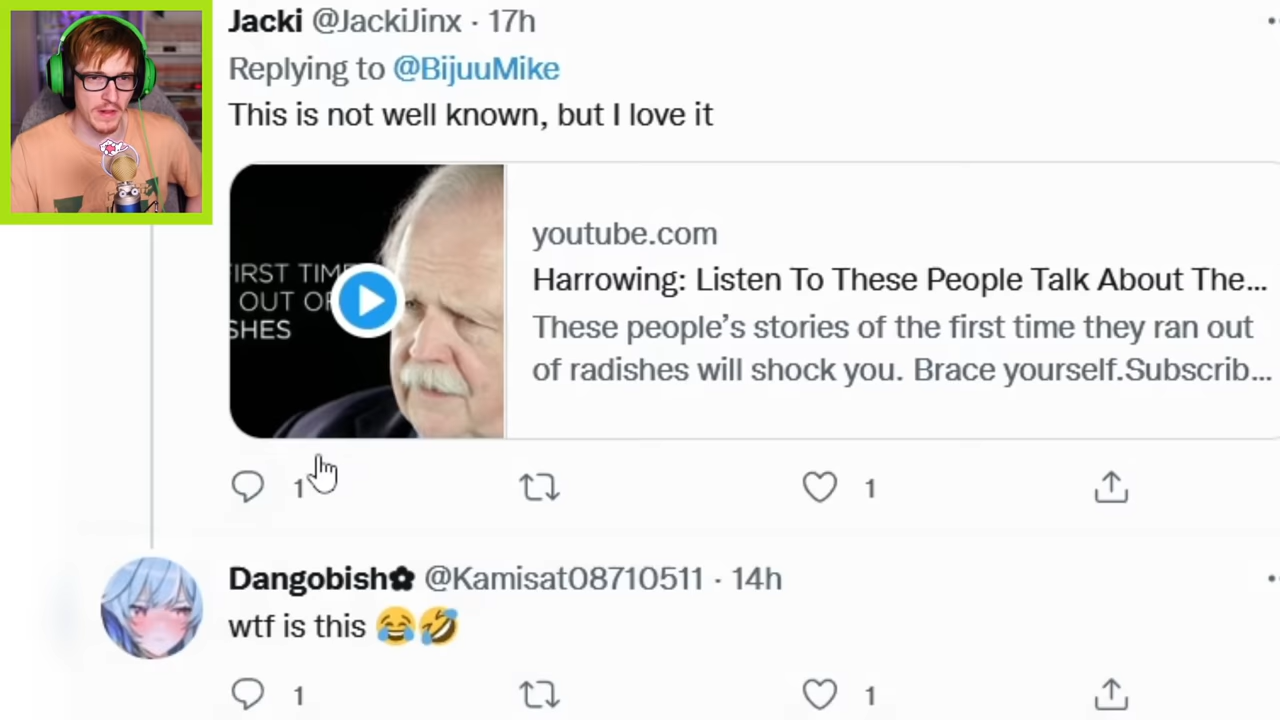 Jacki @JackiJinx · 17h
Replying to @BijuuMike
This is not well known, but I love it
FIRST TIME
OUT OF
SHES
youtube.com
Harrowing: Listen To These People Talk About The...
These people's stories of the first time they ran out
of radishes will shock you. Brace yourself.Subscrib...
1 1
Dangobish✿ @Kamisat08710511 · 14h
wtf is this 😂🤣
1 1